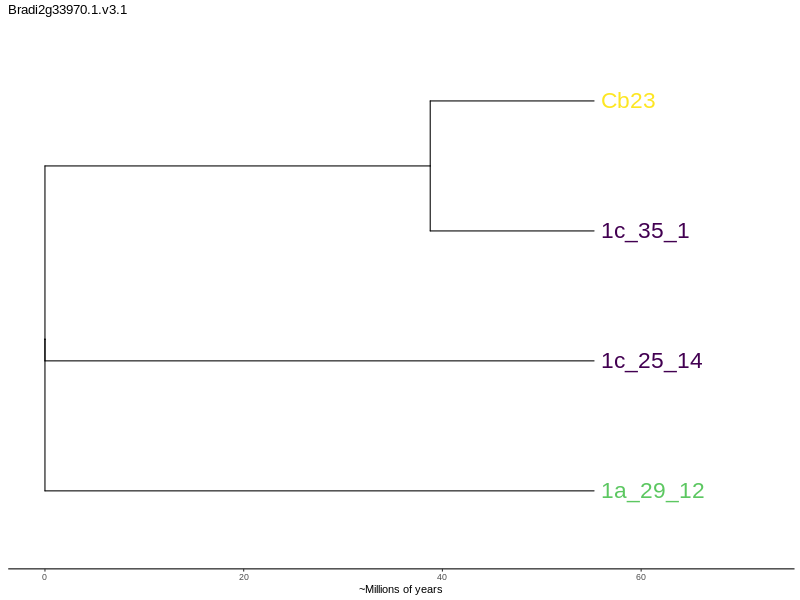 Bradi2g33970.1.v3.1
Cb23
1c_35_1
1c_25_14
1a_29_12
0 20 40 60
~Millions of years